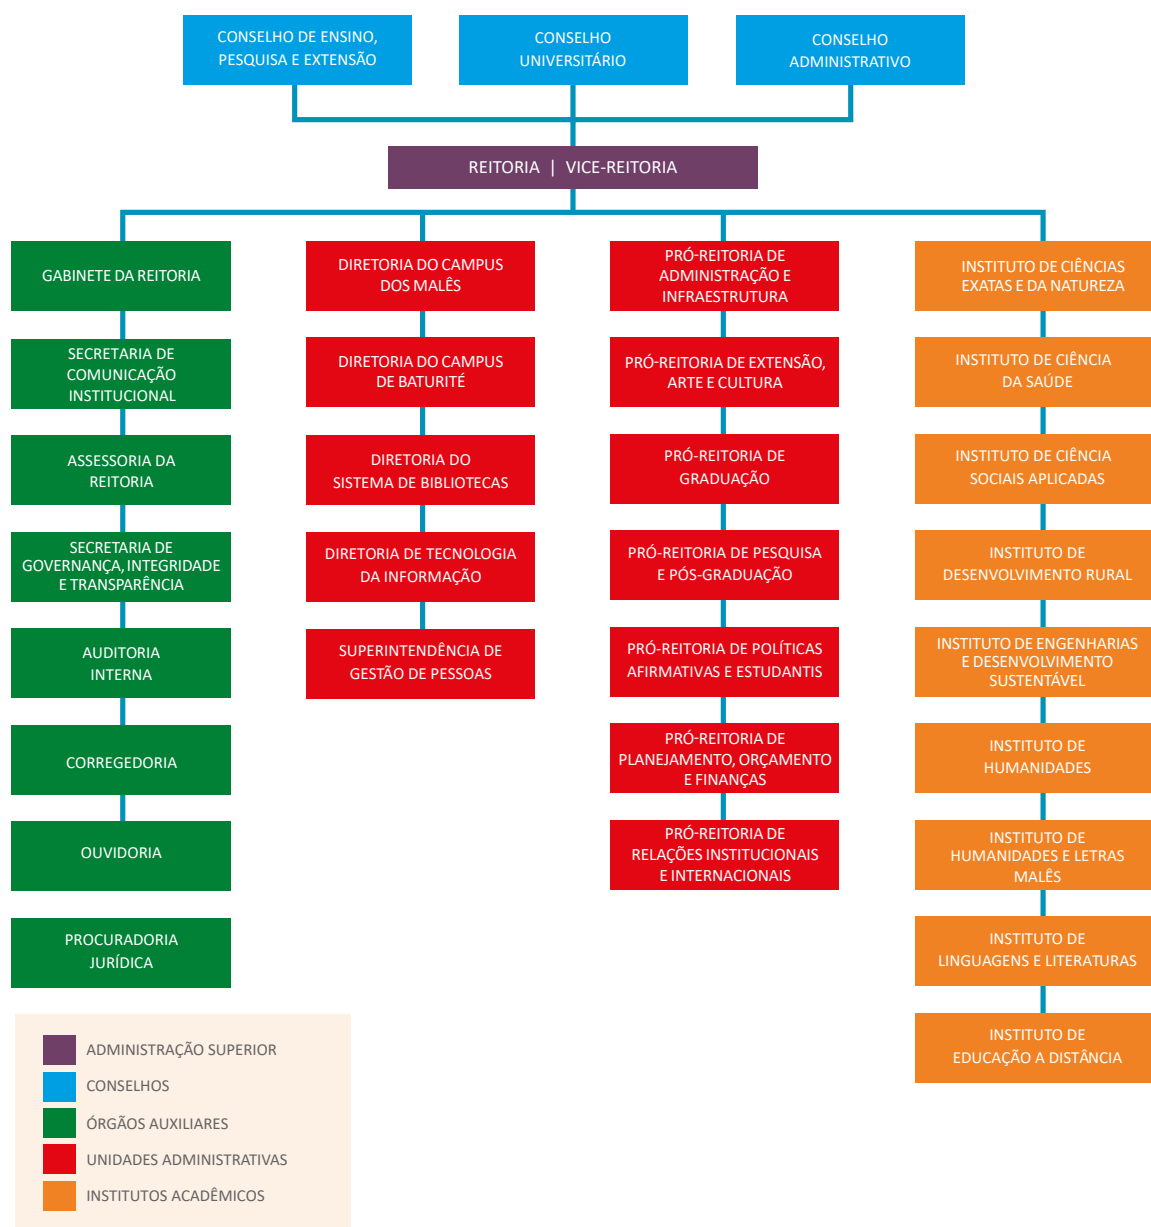 CONSELHO DE ENSINO,
PESQUISA E EXTENSÃO
CONSELHO
UNIVERSITÁRIO
CONSELHO
ADMINISTRATIVO
REITORIA | VICE-REITORIA
GABINETE DA REITORIA
SECRETARIA DE
COMUNICAÇÃO
INSTITUCIONAL
ASSESSORIA DA
REITORIA
SECRETARIA DE
GOVERNANÇA, INTEGRIDADE
E TRANSPARÊNCIA
AUDITORIA
INTERNA
CORREGEDORIA
OUVIDORIA
PROCURADORIA
JURÍDICA
DIRETORIA DO CAMPUS
DOS MALÊS
DIRETORIA DO CAMPUS
DE BATURITÉ
DIRETORIA DO
SISTEMA DE BIBLIOTECAS
DIRETORIA DE TECNOLOGIA
DA INFORMAÇÃO
SUPERINTENDÊNCIA DE
GESTÃO DE PESSOAS
PRÓ-REITORIA DE
ADMINISTRAÇÃO E
INFRAESTRUTURA
PRÓ-REITORIA DE EXTENSÃO,
ARTE E CULTURA
PRÓ-REITORIA DE
GRADUAÇÃO
PRÓ-REITORIA DE PESQUISA
E PÓS-GRADUAÇÃO
PRÓ-REITORIA DE POLÍTICAS
AFIRMATIVAS E ESTUDANTIS
PRÓ-REITORIA DE
PLANEJAMENTO, ORÇAMENTO
E FINANÇAS
PRÓ-REITORIA DE
RELAÇÕES INSTITUCIONAIS
E INTERNACIONAIS
INSTITUTO DE CIÊNCIAS
EXATAS E DA NATUREZA
INSTITUTO DE CIÊNCIA
DA SAÚDE
INSTITUTO DE CIÊNCIA
SOCIAIS APLICADAS
INSTITUTO DE
DESENVOLVIMENTO RURAL
INSTITUTO DE ENGENHARIAS
E DESENVOLVIMENTO
SUSTENTÁVEL
INSTITUTO DE
HUMANIDADES
INSTITUTO DE
HUMANIDADES E LETRAS
MALÊS
INSTITUTO DE
LINGUAGENS E LITERATURAS
INSTITUTO DE
EDUCAÇÃO A DISTÂNCIA
ADMINISTRAÇÃO SUPERIOR
CONSELHOS
ÓRGÃOS AUXILIARES
UNIDADES ADMINISTRATIVAS
INSTITUTOS ACADÊMICOS